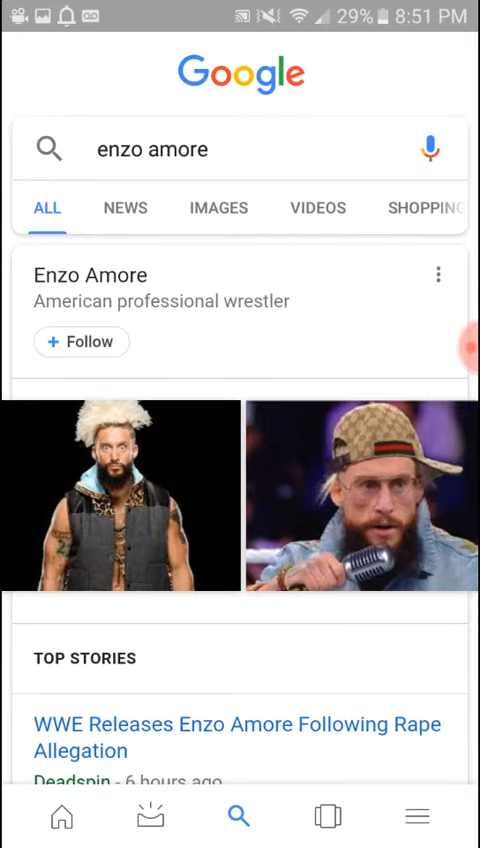 29% 8:51 PM
Google
enzo amore
ALL NEWS IMAGES VIDEOS SHOPPING
Enzo Amore
American professional wrestler
+ Follow
TOP STORIES
WWE Releases Enzo Amore Following Rape
Allegation
Deadspin - 6 hours ago